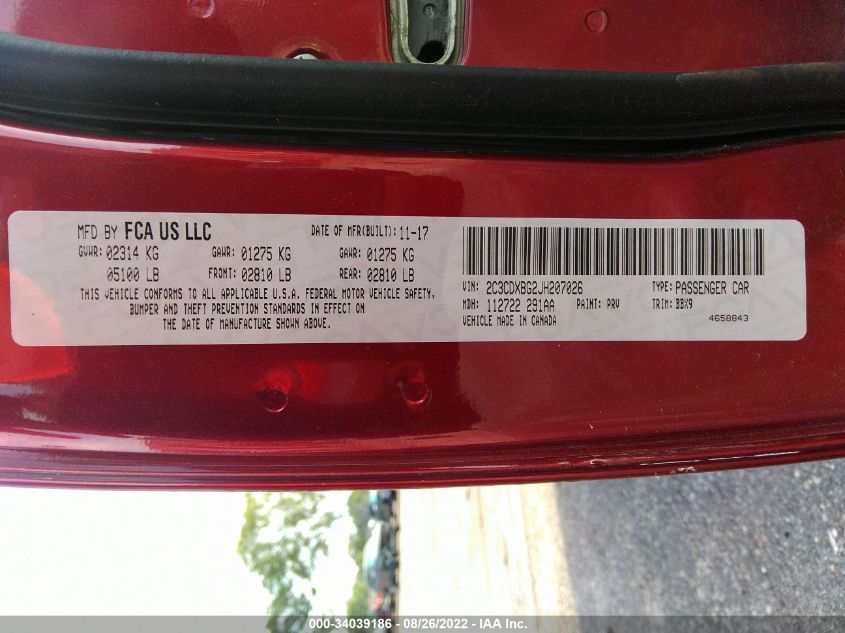 MFD BY FCA US LLC DATE OF MFR(BUILT): 11-17
GVWR: 02314 KG GAWR: 01275 KG GAWR: 01275 KG
05100 LB FRONT: 02810 LB REAR: 02810 LB
THIS VEHICLE CONFORMS TO ALL APPLICABLE U.S.A. FEDERAL MOTOR VEHICLE SAFETY,
BUMPER AND THEFT PREVENTION STANDARDS IN EFFECT ON
THE DATE OF MANUFACTURE SHOWN ABOVE.
VIN: 2C3CDXBG2JH207026 TYPE: PASSENGER CAR
MDH: 112722 291AA PAINT: PRV TRIM: BBX9
VEHICLE MADE IN CANADA 4658843
000-34039186 - 08/26/2022 - IAA Inc.